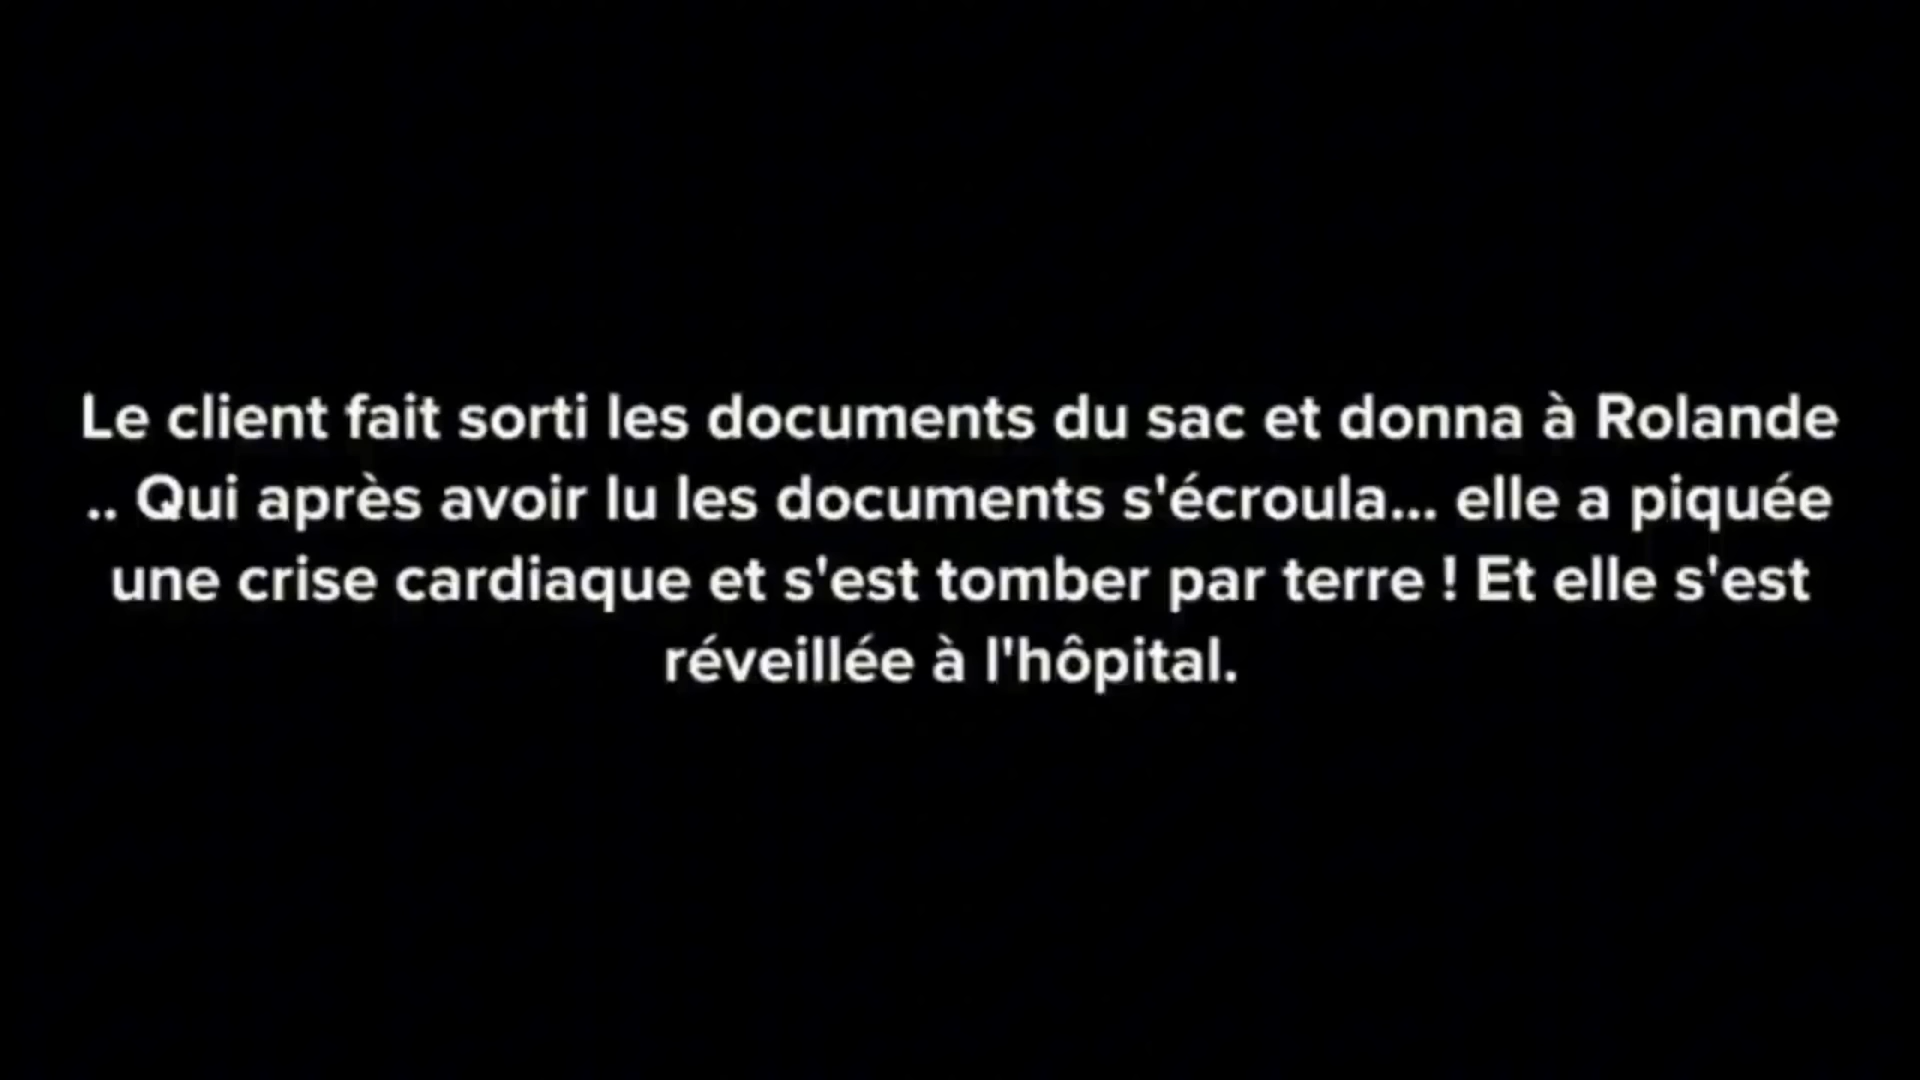 Le client fait sorti les documents du sac et donna à Rolande
.. Qui après avoir lu les documents s'écroula... elle a piquée
une crise cardiaque et s'est tomber par terre ! Et elle s'est
réveillée à l'hôpital.